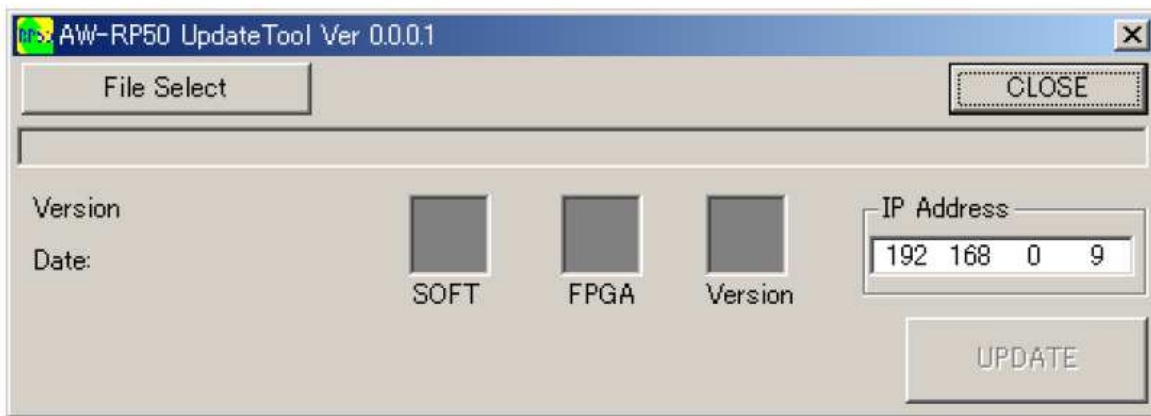 AW-RP50 UpdateTool Ver 0.0.0.1
File Select
CLOSE
Version
Date:
SOFT
FPGA
Version
IP Address
192 168 0 9
UPDATE